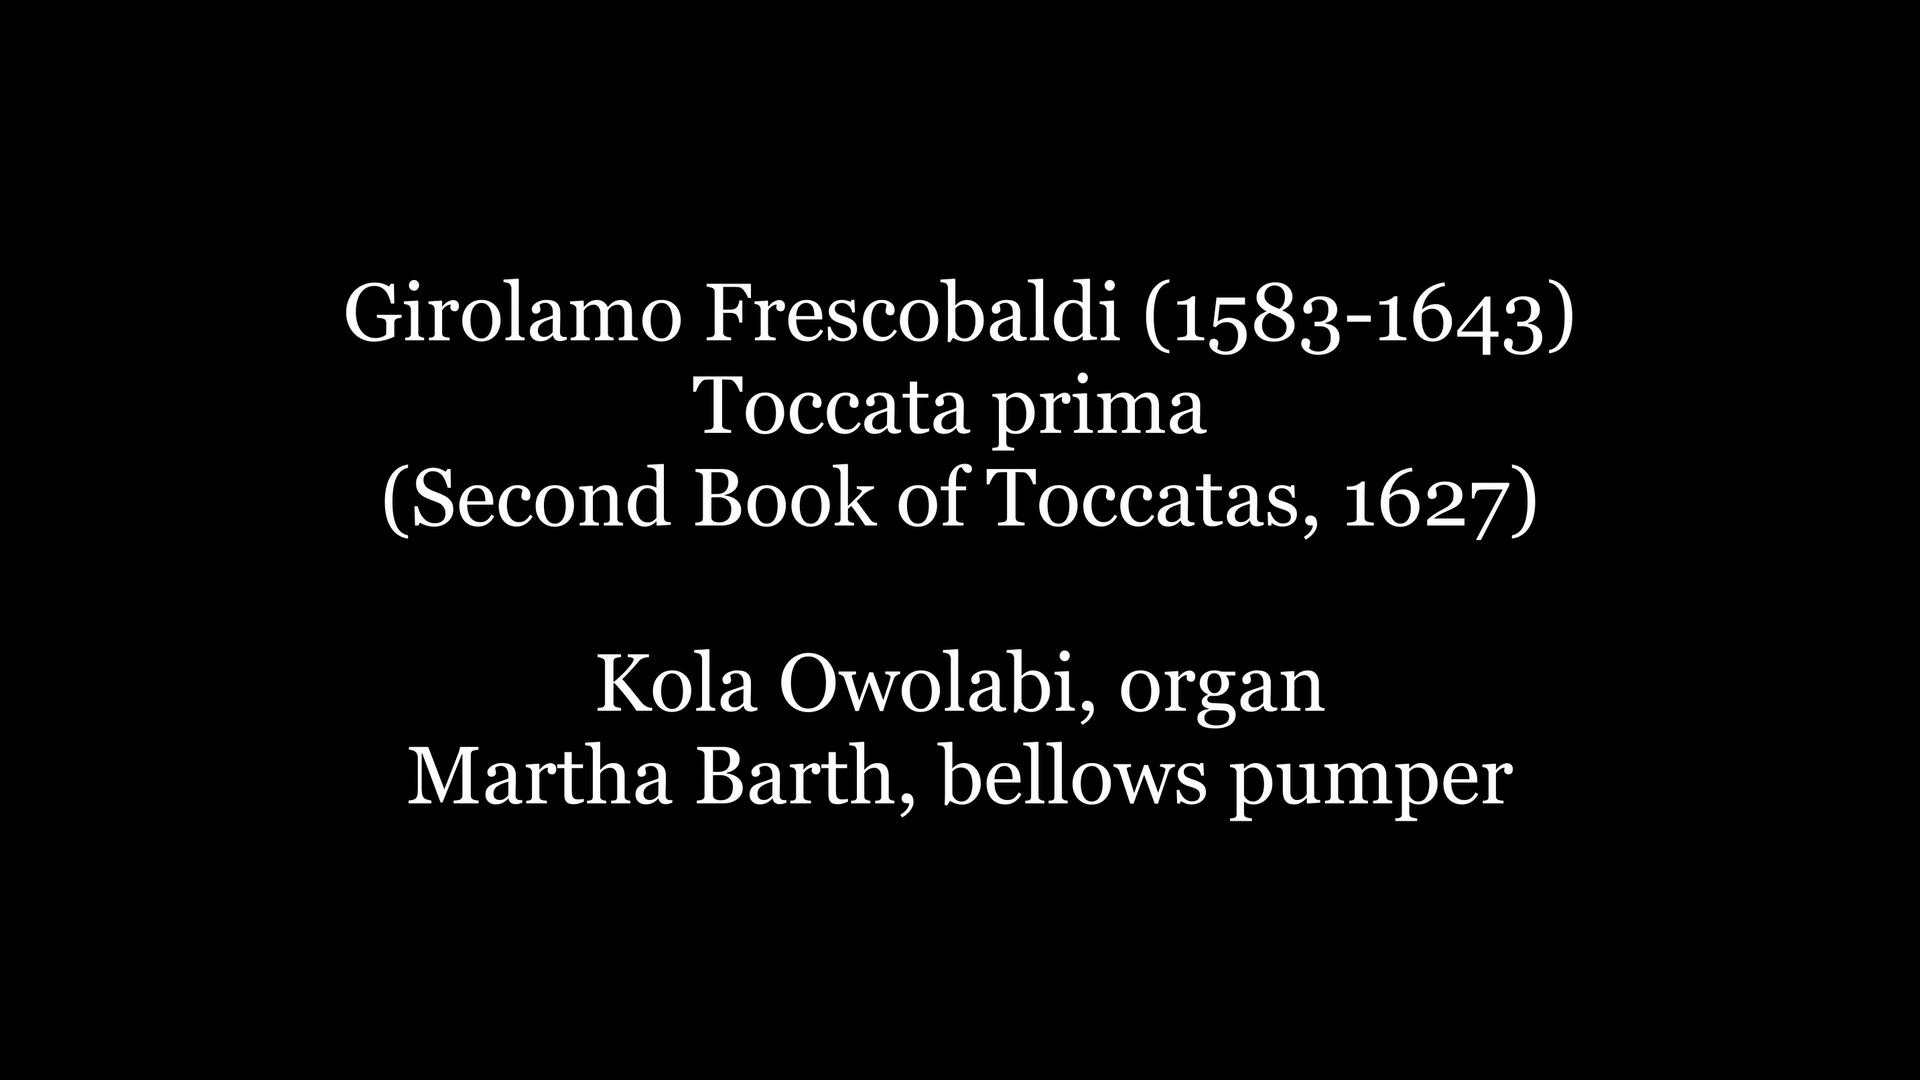 Girolamo Frescobaldi (1583-1643)
Toccata prima
(Second Book of Toccatas, 1627)
Kola Owolabi, organ
Martha Barth, bellows pumper